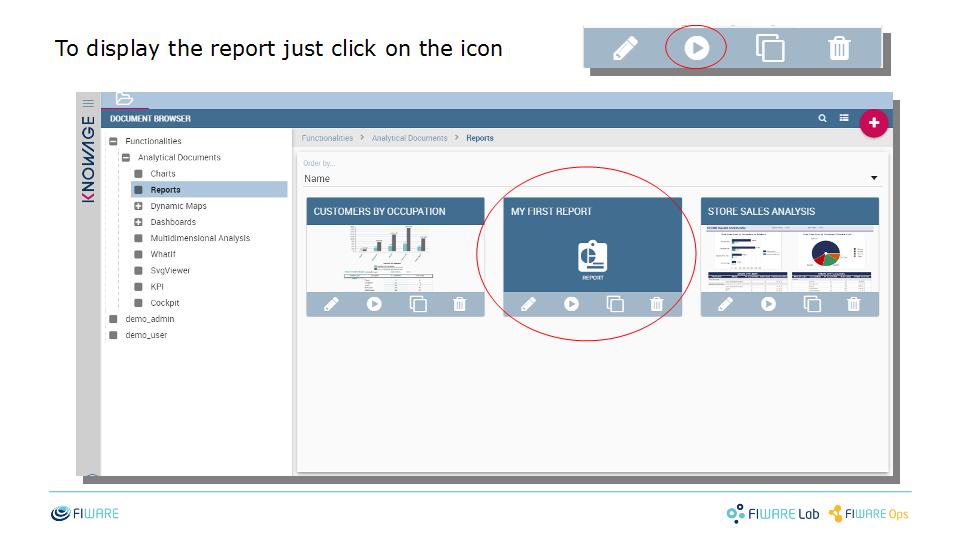 To display the report just click on the icon
KNOWAGE
DOCUMENT BROWSER
Functionalities
Analytical Documents
Charts
Reports
Dynamic Maps
Dashboards
Multidimensional Analysis
WhatIf
SvgViewer
KPI
Cockpit
demo_admin
demo_user
Functionalities > Analytical Documents > Reports
Order by...
Name
CUSTOMERS BY OCCUPATION
MY FIRST REPORT
REPORT
STORE SALES ANALYSIS
FIWARE
FIWARE Lab
FIWARE Ops